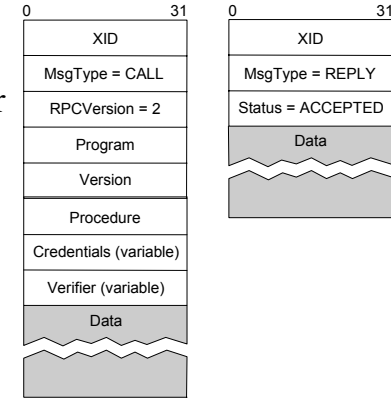 0 31
XID
MsgType = CALL
RPCVersion = 2
Program
Version
Procedure
Credentials (variable)
Verifier (variable)
Data
0 31
XID
MsgType = REPLY
Status = ACCEPTED
Data
r